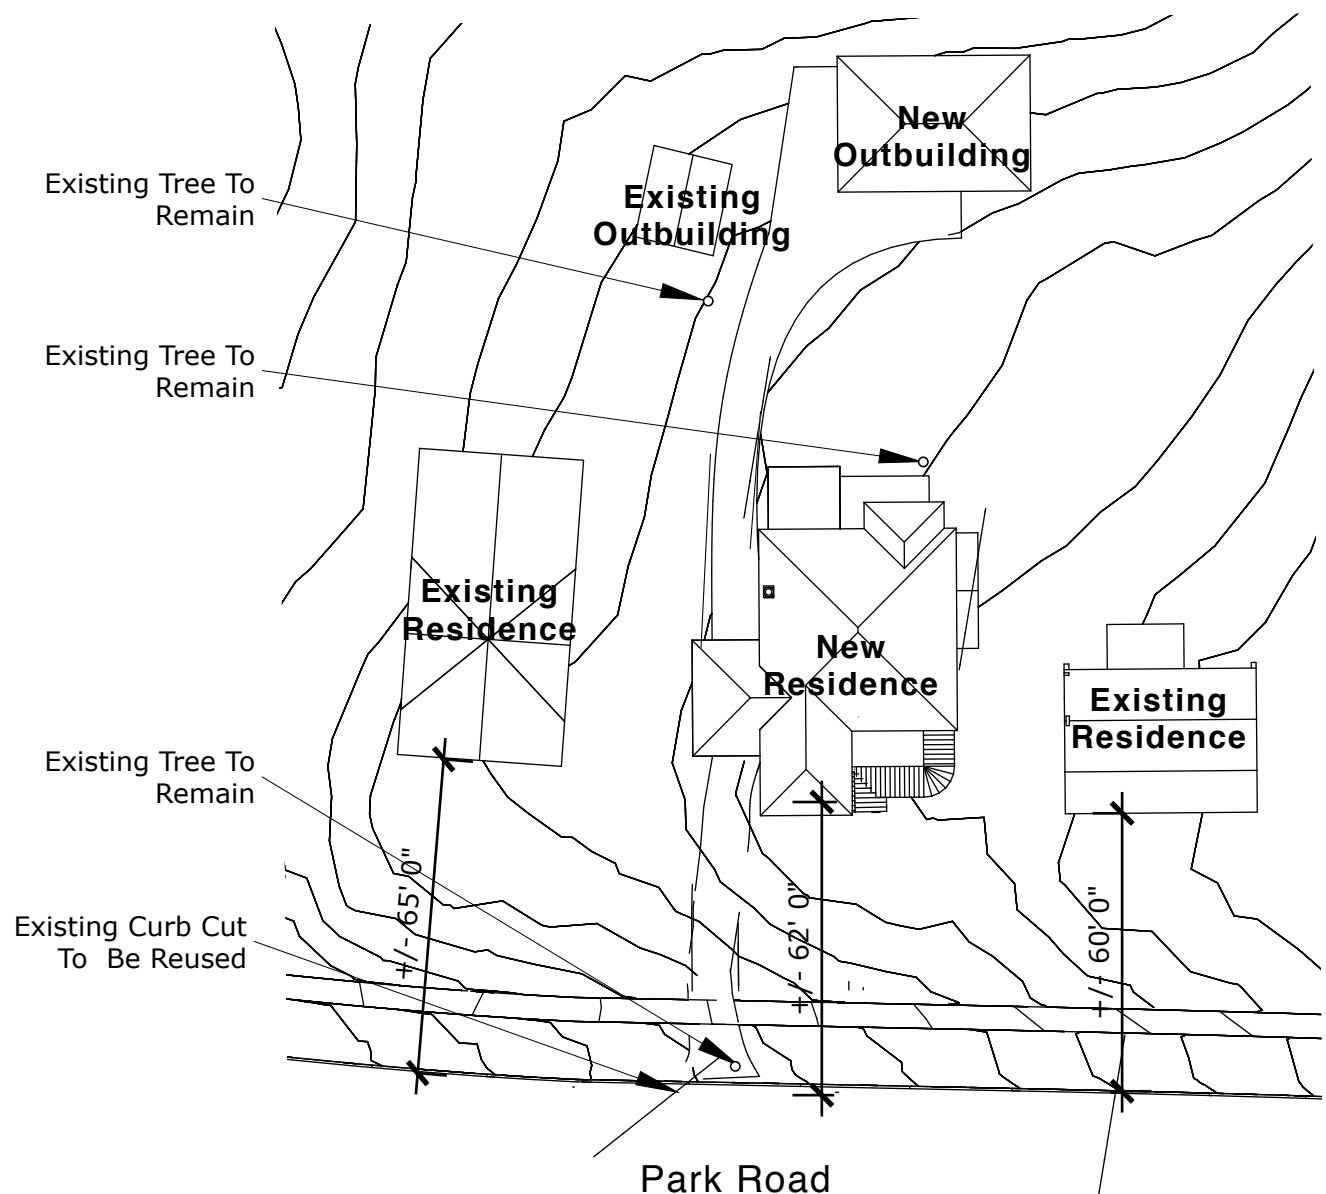 New
Outbuilding
Existing Tree To
Remain
Existing
Outbuilding
Existing Tree To
Remain
Existing
Residence
New
Residence
Existing
Residence
Existing Tree To
Remain
+/- 65' 0"
+/- 62' 0"
+/- 60' 0"
Existing Curb Cut
To  Be Reused
Park Road